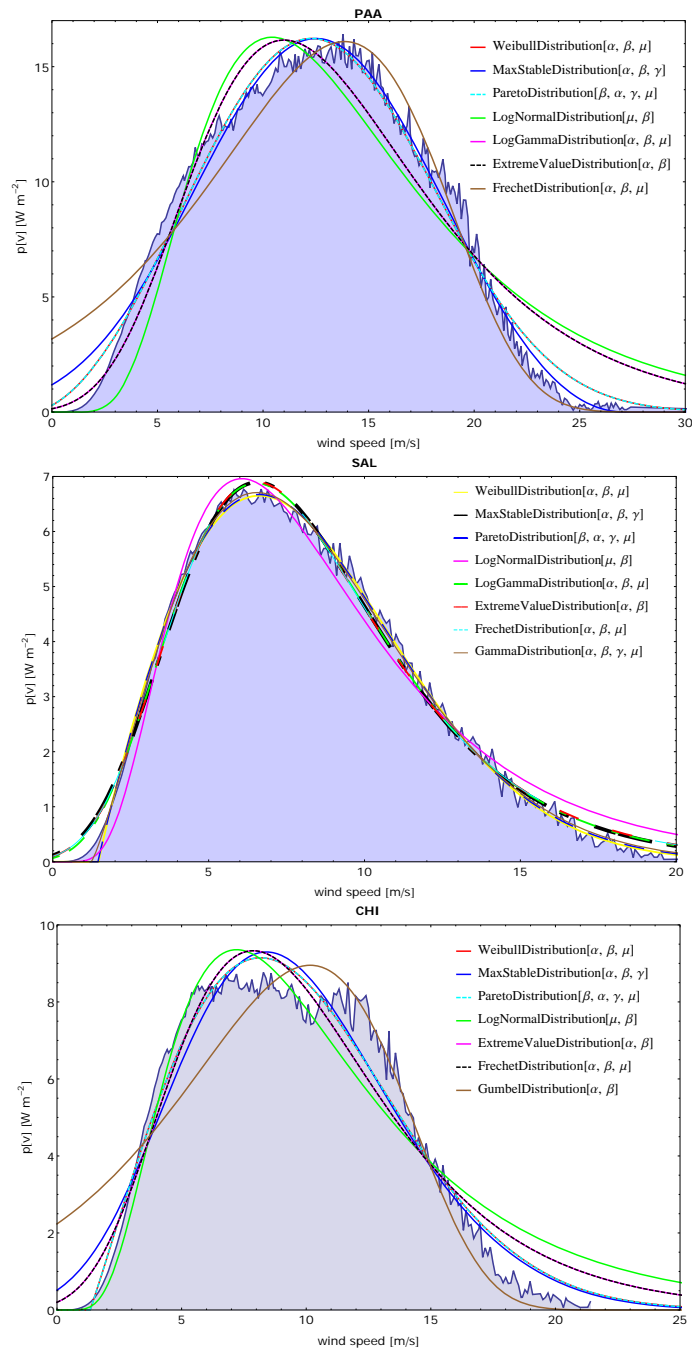 PAA
WeibullDistribution[α, β, μ]
MaxStableDistribution[α, β, γ]
ParetoDistribution[β, α, γ, μ]
LogNormalDistribution[μ, β]
LogGammaDistribution[α, β, μ]
ExtremeValueDistribution[α, β]
FrechetDistribution[α, β, μ]
p[v] [W m⁻²]
15
10
5
0
0 5 10 15 20 25 30
wind speed [m/s]
SAL
WeibullDistribution[α, β, μ]
MaxStableDistribution[α, β, γ]
ParetoDistribution[β, α, γ, μ]
LogNormalDistribution[μ, β]
LogGammaDistribution[α, β, μ]
ExtremeValueDistribution[α, β]
FrechetDistribution[α, β, μ]
GammaDistribution[α, β, γ, μ]
p[v] [W m⁻²]
7
6
5
4
3
2
1
0
0 5 10 15 20
wind speed [m/s]
CHI
WeibullDistribution[α, β, μ]
MaxStableDistribution[α, β, γ]
ParetoDistribution[β, α, γ, μ]
LogNormalDistribution[μ, β]
ExtremeValueDistribution[α, β]
FrechetDistribution[α, β, μ]
GumbelDistribution[α, β]
p[v] [W m⁻²]
10
8
6
4
2
0
0 5 10 15 20 25
wind speed [m/s]